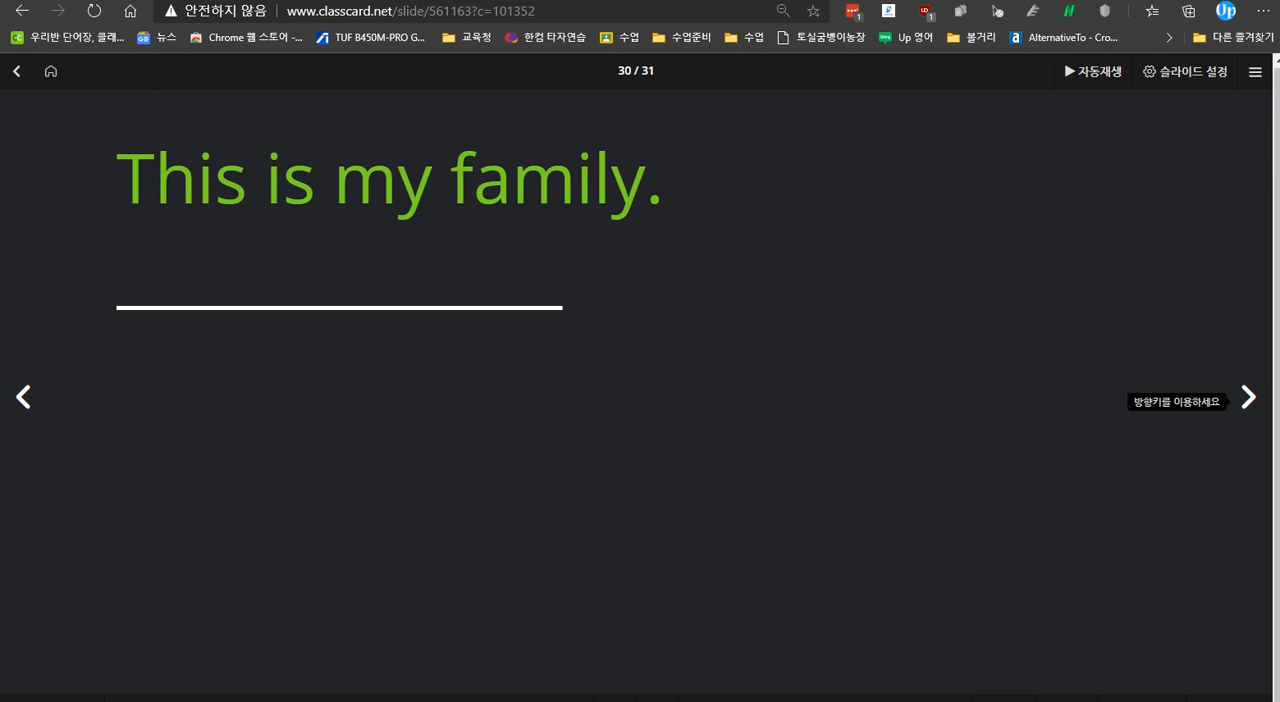 안전하지 않음 www.classcard.net/slide/561163?c=101352
우리반 단어장, 클래... 뉴스 Chrome 웹 스토어 -... TUF B450M-PRO G... 교육청 한컴 타자연습 수업 수업준비 수업 토실궁뱅이농장 Up 영어 볼거리 AlternativeTo - Cro... 다른 즐겨찾기
30 / 31 자동재생 슬라이드 설정
This is my family.
방향키를 이용하세요